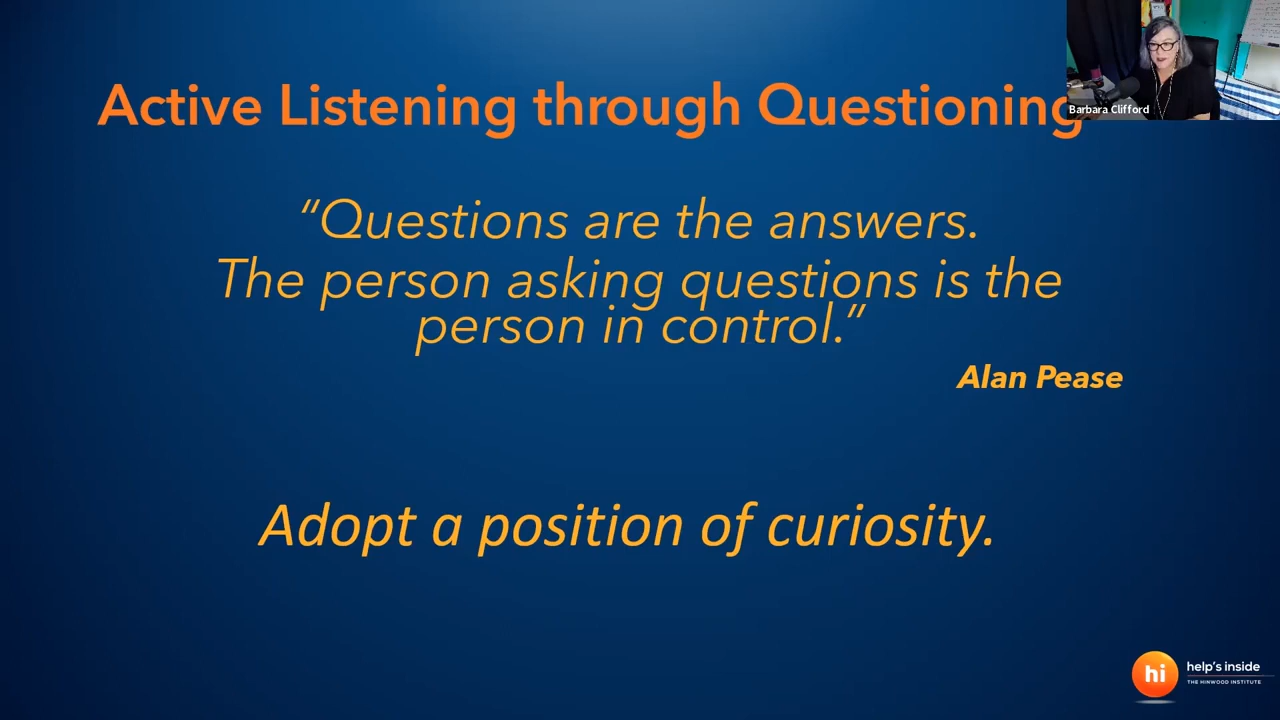 Active Listening through Questioning
Barbara Clifford
“Questions are the answers.
The person asking questions is the
person in control.”
Alan Pease
Adopt a position of curiosity.
hi
help's inside
THE HINWOOD INSTITUTE